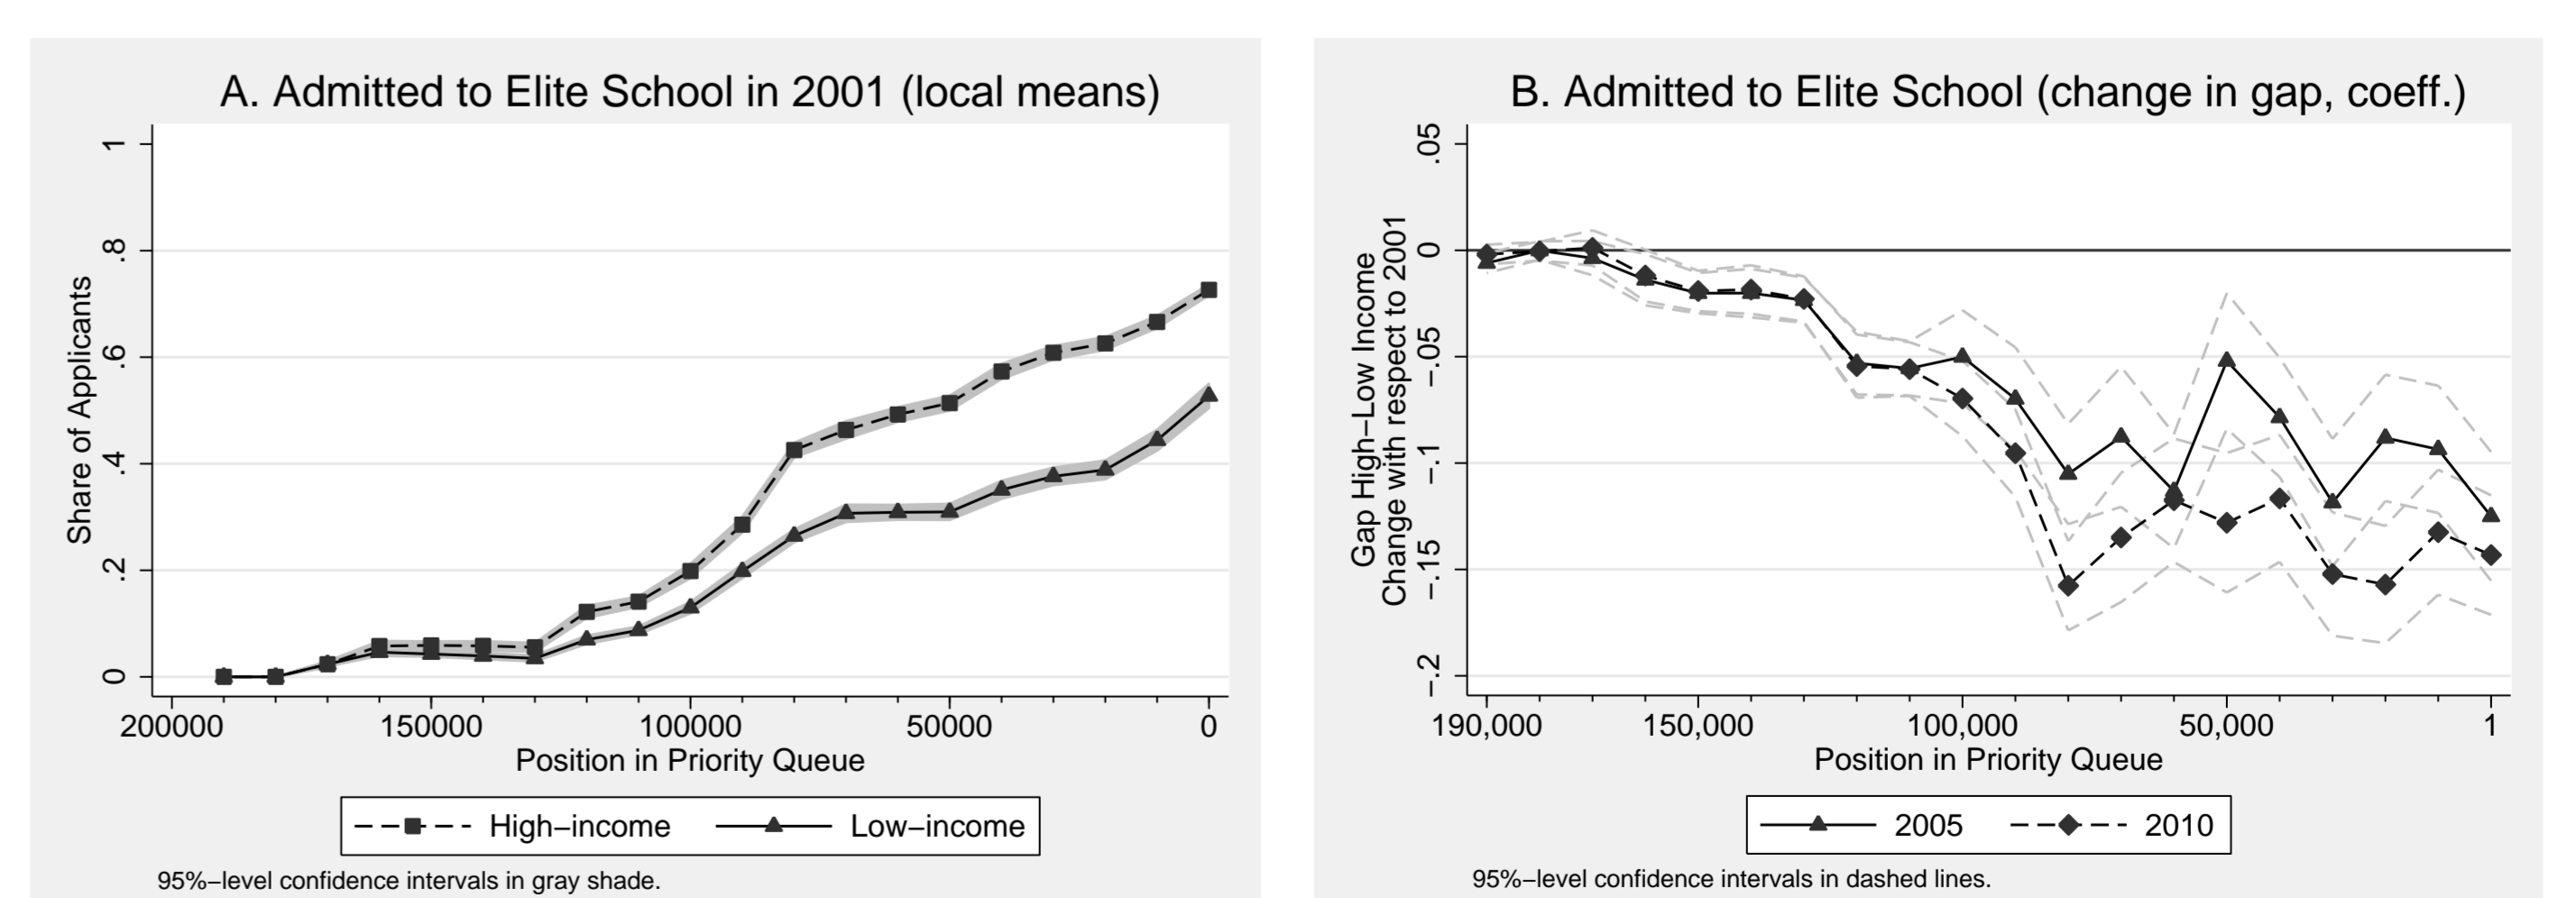 A. Admitted to Elite School in 2001 (local means)
Share of Applicants
1
.8
.6
.4
.2
0
200000 150000 100000 50000 0
Position in Priority Queue
High−income Low−income
95%−level confidence intervals in gray shade.
B. Admitted to Elite School (change in gap, coeff.)
Gap High−Low Income
Change with respect to 2001
.05
0
−.05
−.1
−.15
−.2
190,000 150,000 100,000 50,000 1
Position in Priority Queue
2005 2010
95%−level confidence intervals in dashed lines.